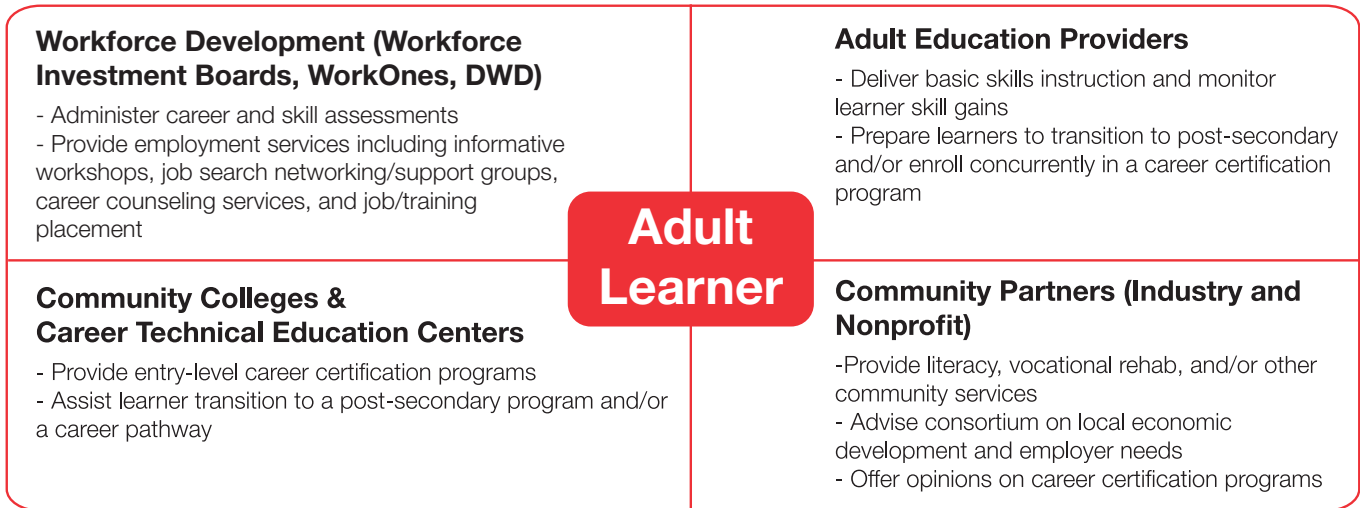 Workforce Development (Workforce
Investment Boards, WorkOnes, DWD)
- Administer career and skill assessments
- Provide employment services including informative
workshops, job search networking/support groups,
career counseling services, and job/training
placement
Adult Education Providers
- Deliver basic skills instruction and monitor
learner skill gains
- Prepare learners to transition to post-secondary
and/or enroll concurrently in a career certification
program
Adult
Learner
Community Colleges &
Career Technical Education Centers
- Provide entry-level career certification programs
- Assist learner transition to a post-secondary program and/or
a career pathway
Community Partners (Industry and
Nonprofit)
-Provide literacy, vocational rehab, and/or other
community services
- Advise consortium on local economic
development and employer needs
- Offer opinions on career certification programs